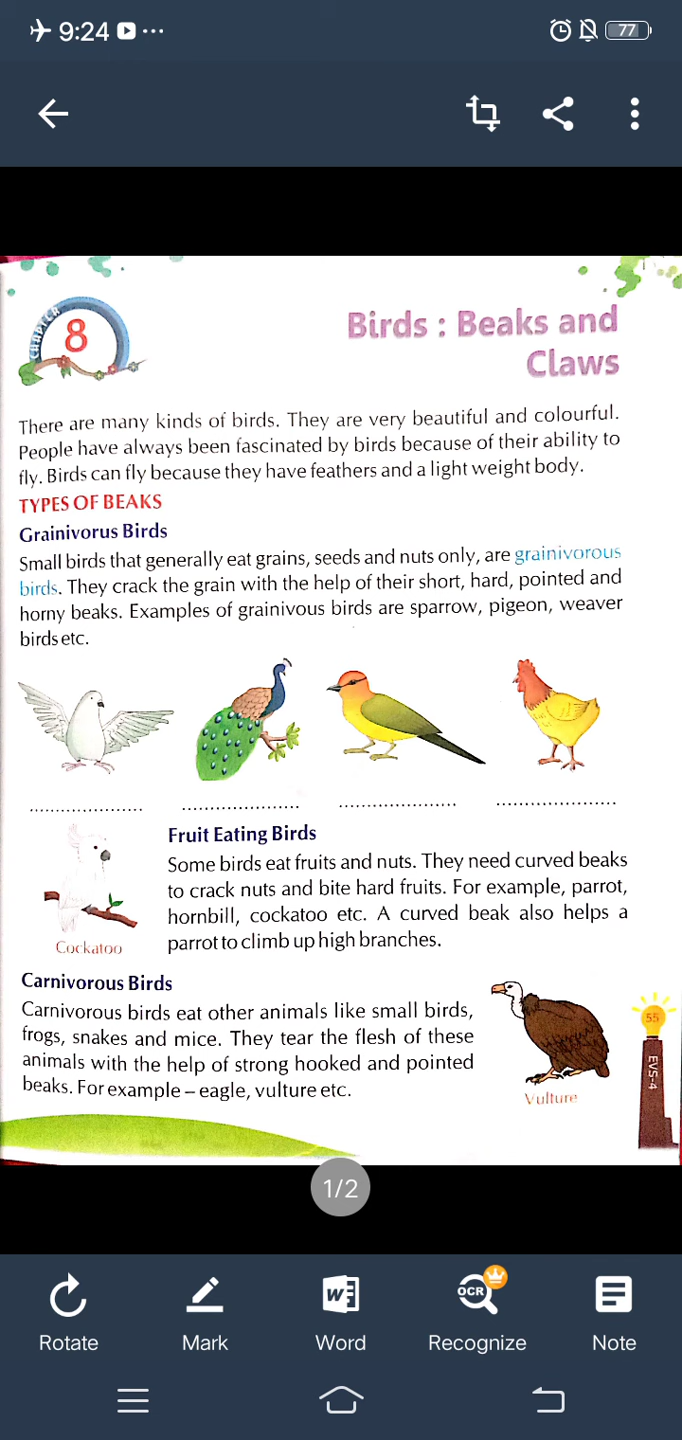 9:24
77
CHAPTER
8
Birds : Beaks and
Claws
There are many kinds of birds. They are very beautiful and colourful.
People have always been fascinated by birds because of their ability to
fly. Birds can fly because they have feathers and a light weight body.
TYPES OF BEAKS
Grainivorus Birds
Small birds that generally eat grains, seeds and nuts only, are grainivorous
birds. They crack the grain with the help of their short, hard, pointed and
horny beaks. Examples of grainivous birds are sparrow, pigeon, weaver
birds etc.
Fruit Eating Birds
Some birds eat fruits and nuts. They need curved beaks
to crack nuts and bite hard fruits. For example, parrot,
hornbill, cockatoo etc. A curved beak also helps a
parrot to climb up high branches.
Cockatoo
Carnivorous Birds
Carnivorous birds eat other animals like small birds,
frogs, snakes and mice. They tear the flesh of these
animals with the help of strong hooked and pointed
beaks. For example – eagle, vulture etc.
Vulture
55
EVS-4
1/2
W
OCR
Rotate
Mark
Word
Recognize
Note